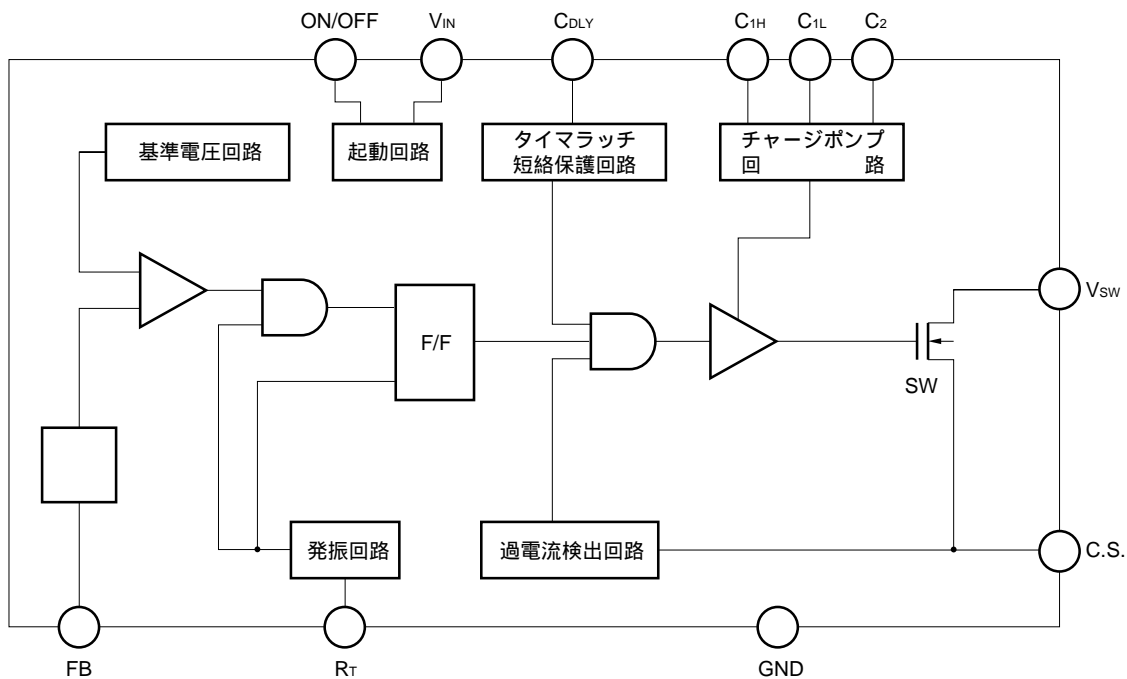 ON/OFF
VIN
CDLY
C1H
C1L
C2
基準電圧回路
起動回路
タイマラッチ
短絡保護回路
チャージポンプ
回 路
VSW
F/F
SW
発振回路
過電流検出回路
C.S.
FB
RT
GND